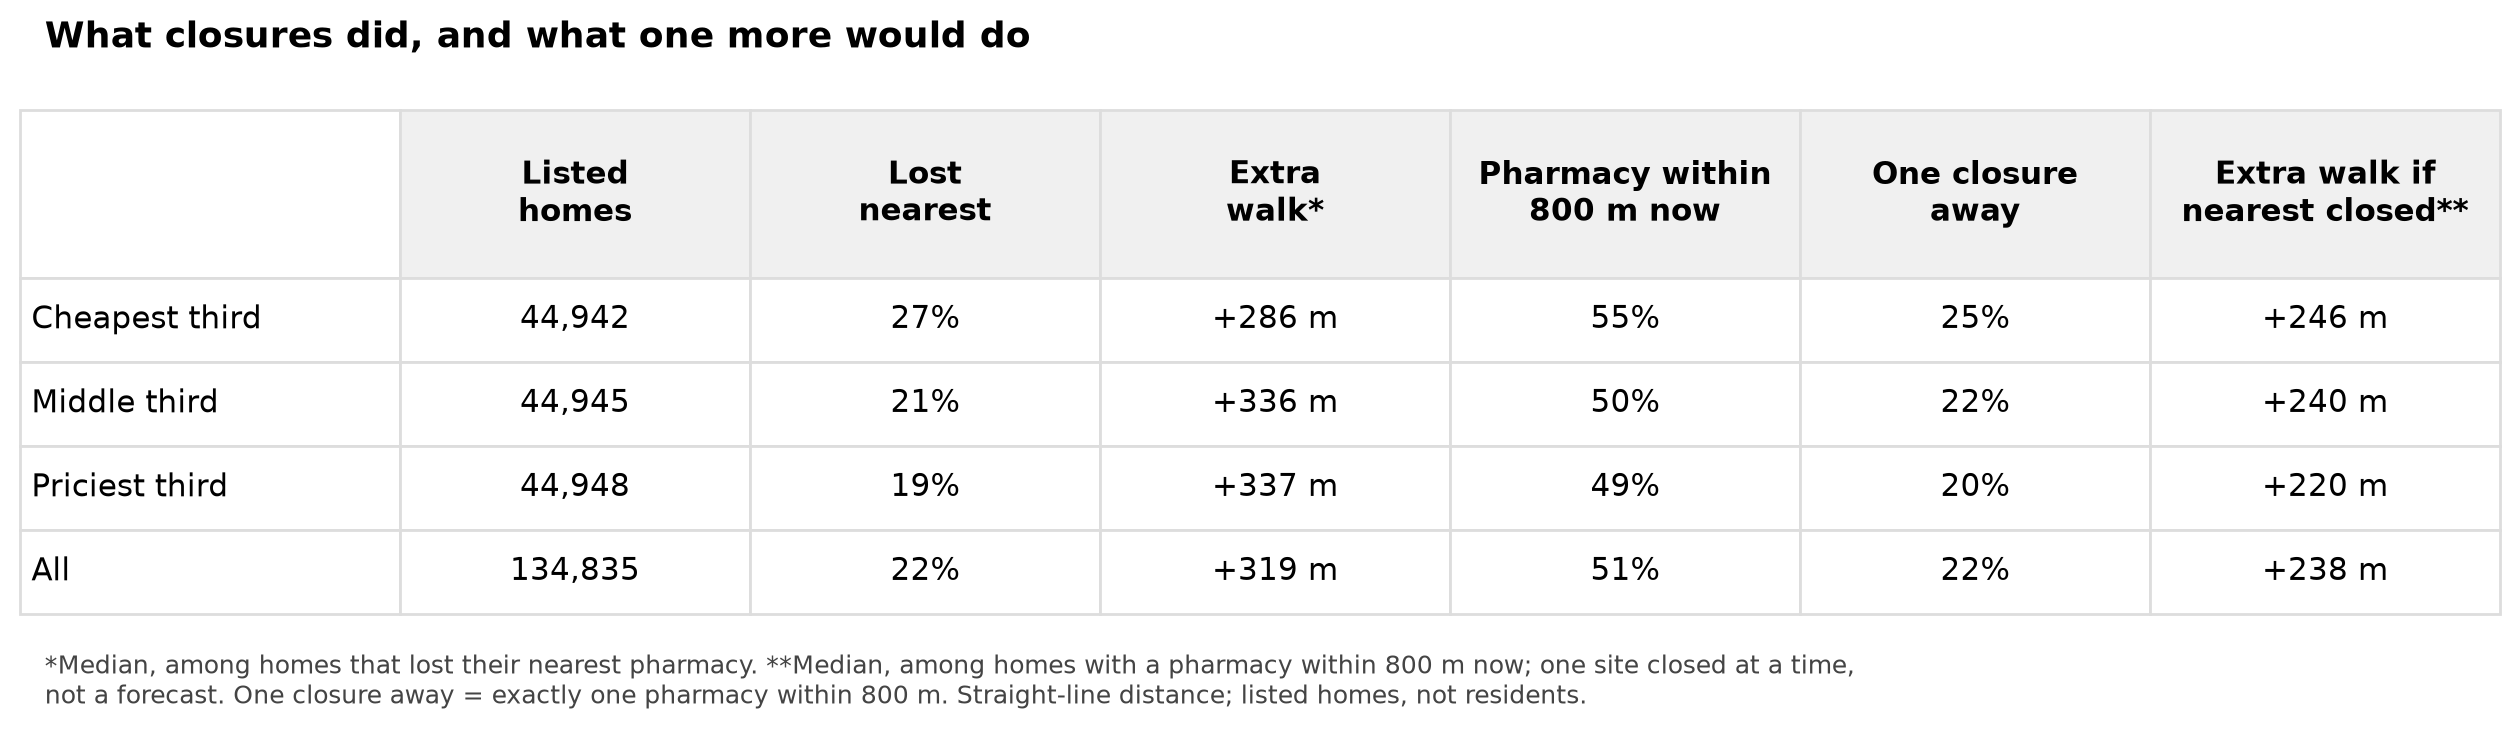 What closures did, and what one more would do
Listed homes | Lost nearest | Extra walk* | Pharmacy within 800 m now | One closure away | Extra walk if nearest closed**
Cheapest third | 44,942 | 27% | +286 m | 55% | 25% | +246 m
Middle third | 44,945 | 21% | +336 m | 50% | 22% | +240 m
Priciest third | 44,948 | 19% | +337 m | 49% | 20% | +220 m
All | 134,835 | 22% | +319 m | 51% | 22% | +238 m
*Median, among homes that lost their nearest pharmacy. **Median, among homes with a pharmacy within 800 m now; one site closed at a time,
not a forecast. One closure away = exactly one pharmacy within 800 m. Straight-line distance; listed homes, not residents.